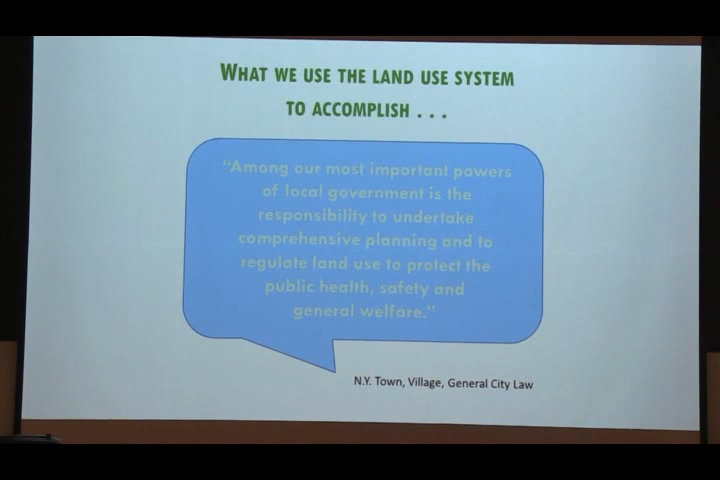 WHAT WE USE THE LAND USE SYSTEM
TO ACCOMPLISH . . .
“Among our most important powers
of local government is the
responsibility to undertake
comprehensive planning and to
regulate land use to protect the
public health, safety and
general welfare.”
N.Y. Town, Village, General City Law